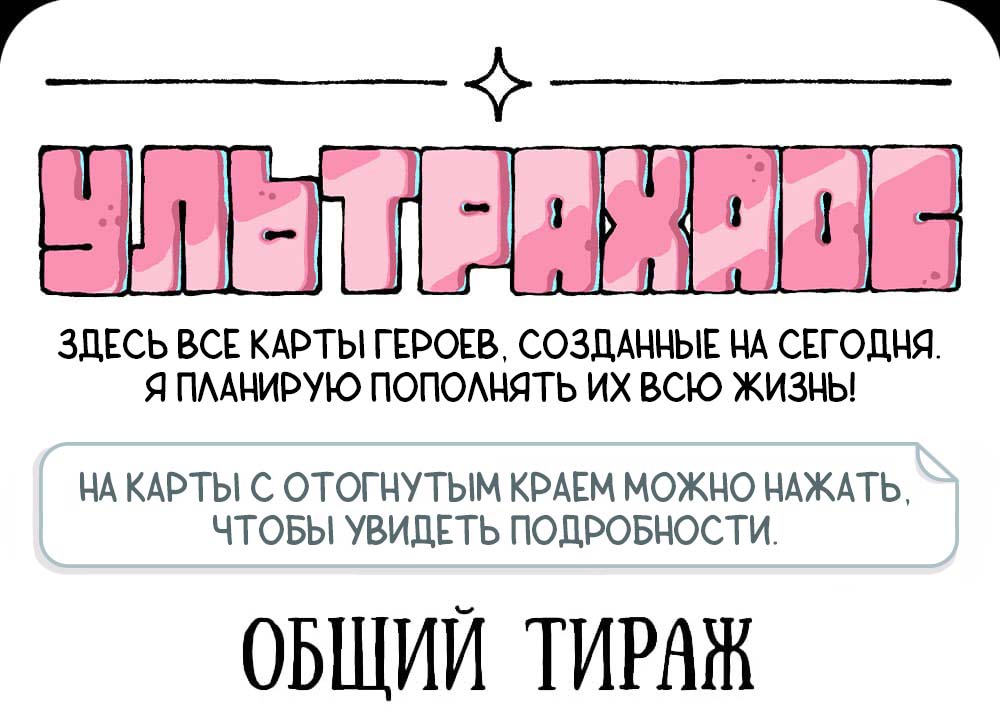 УЛЬТРАХАОС
ЗДЕСЬ ВСЕ КАРТЫ ГЕРОЕВ, СОЗДАННЫЕ НА СЕГОДНЯ.
Я ПЛАНИРУЮ ПОПОЛНЯТЬ ИХ ВСЮ ЖИЗНЬ!
НА КАРТЫ С ОТОГНУТЫМ КРАЕМ МОЖНО НАЖАТЬ,
ЧТОБЫ УВИДЕТЬ ПОДРОБНОСТИ.
ОБЩИЙ ТИРАЖ